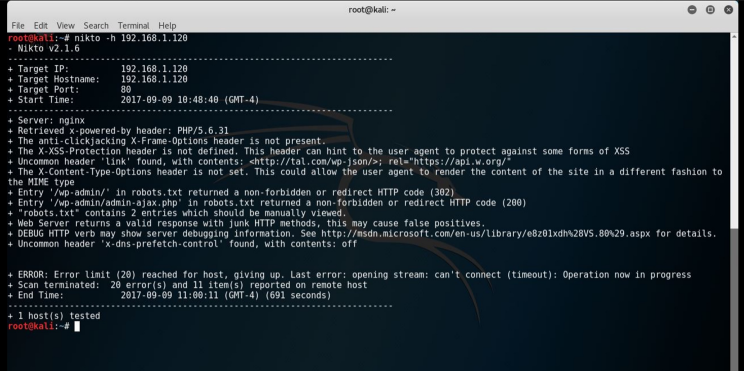 root@kali: ~
File Edit View Search Terminal Help
root@kali:~# nikto -h 192.168.1.120
- Nikto v2.1.6
---------------------------------------------------------------------------
+ Target IP:          192.168.1.120
+ Target Hostname:    192.168.1.120
+ Target Port:        80
+ Start Time:         2017-09-09 10:48:40 (GMT-4)
---------------------------------------------------------------------------
+ Server: nginx
+ Retrieved x-powered-by header: PHP/5.6.31
+ The anti-clickjacking X-Frame-Options header is not present.
+ The X-XSS-Protection header is not defined. This header can hint to the user agent to protect against some forms of XSS
+ Uncommon header 'link' found, with contents: <http://tal.com/wp-json/>; rel="https://api.w.org/"
+ The X-Content-Type-Options header is not set. This could allow the user agent to render the content of the site in a different fashion to
the MIME type
+ Entry '/wp-admin/' in robots.txt returned a non-forbidden or redirect HTTP code (302)
+ Entry '/wp-admin/admin-ajax.php' in robots.txt returned a non-forbidden or redirect HTTP code (200)
+ "robots.txt" contains 2 entries which should be manually viewed.
+ Web Server returns a valid response with junk HTTP methods, this may cause false positives.
+ DEBUG HTTP verb may show server debugging information. See http://msdn.microsoft.com/en-us/library/e8z01xdh%28VS.80%29.aspx for details.
+ Uncommon header 'x-dns-prefetch-control' found, with contents: off
+ ERROR: Error limit (20) reached for host, giving up. Last error: opening stream: can't connect (timeout): Operation now in progress
+ Scan terminated:  20 error(s) and 11 item(s) reported on remote host
+ End Time:           2017-09-09 11:00:11 (GMT-4) (691 seconds)
---------------------------------------------------------------------------
+ 1 host(s) tested
root@kali:~#